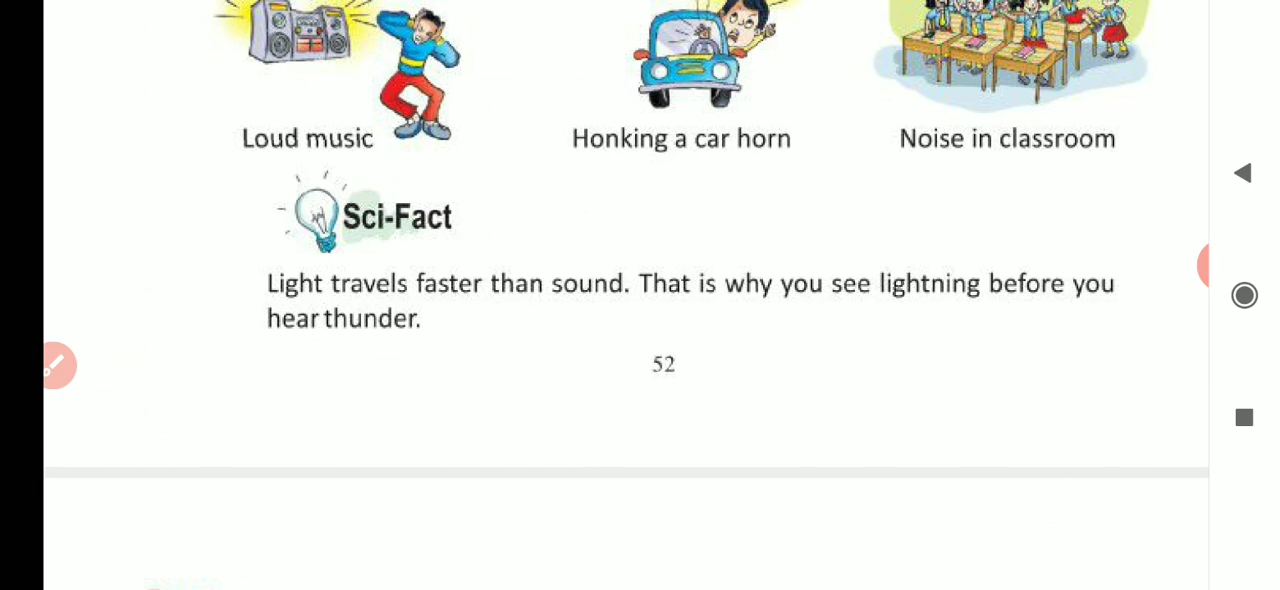 Loud music
Honking a car horn
Noise in classroom
Sci-Fact
Light travels faster than sound. That is why you see lightning before you
hear thunder.
52